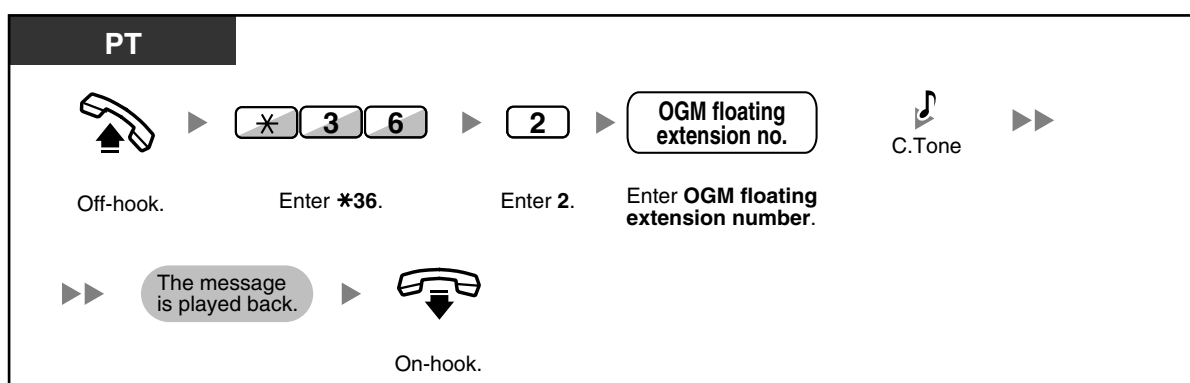 PT
✳ 3 6
2
OGM floating
extension no.
C.Tone
Off-hook.
Enter ✳36.
Enter 2.
Enter OGM floating
extension number.
The message
is played back.
On-hook.